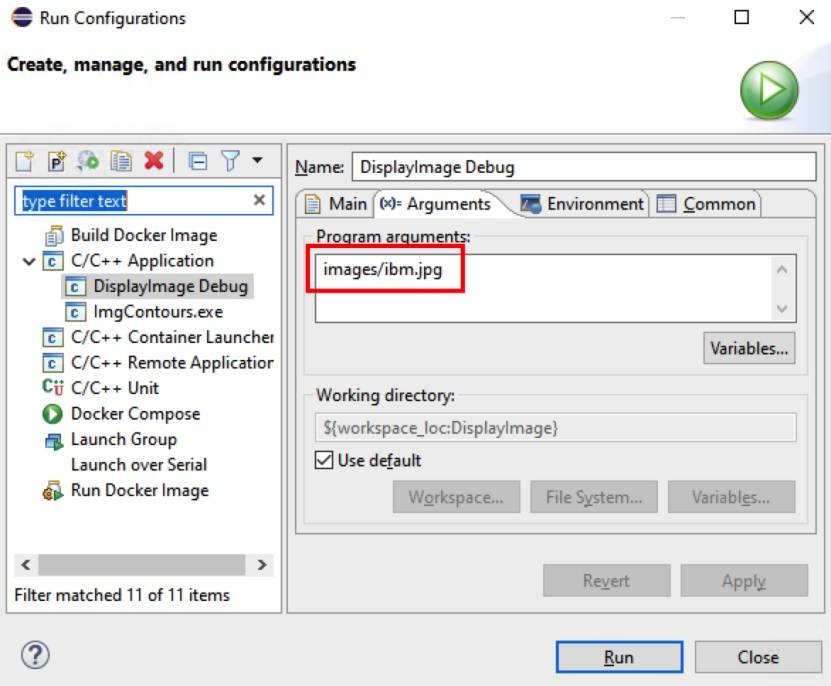 Run Configurations
Create, manage, and run configurations
type filter text
Build Docker Image
C/C++ Application
DisplayImage Debug
ImgContours.exe
C/C++ Container Launcher
C/C++ Remote Application
C/C++ Unit
Docker Compose
Launch Group
Launch over Serial
Run Docker Image
Filter matched 11 of 11 items
Name: DisplayImage Debug
Main (x)= Arguments Environment Common
Program arguments:
images/ibm.jpg
Variables...
Working directory:
${workspace_loc:DisplayImage}
Use default
Workspace... File System... Variables...
Revert Apply
Run Close